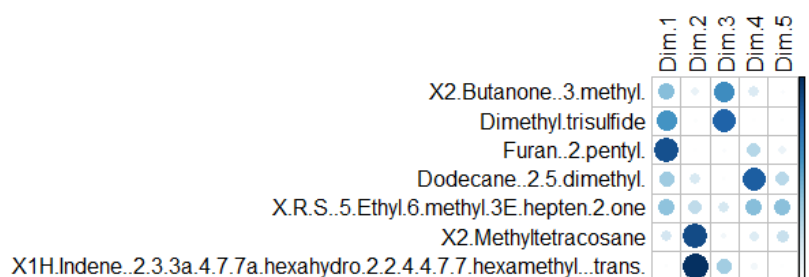 Dim.1 Dim.2 Dim.3 Dim.4 Dim.5
X2.Butanone..3.methyl.
Dimethyl.trisulfide
Furan..2.pentyl.
Dodecane..2.5.dimethyl.
X.R.S..5.Ethyl.6.methyl.3E.hepten.2.one
X2.Methyltetracosane
X1H.Indene..2.3.3a.4.7.7a.hexahydro.2.2.4.4.7.7.hexamethyl...trans.